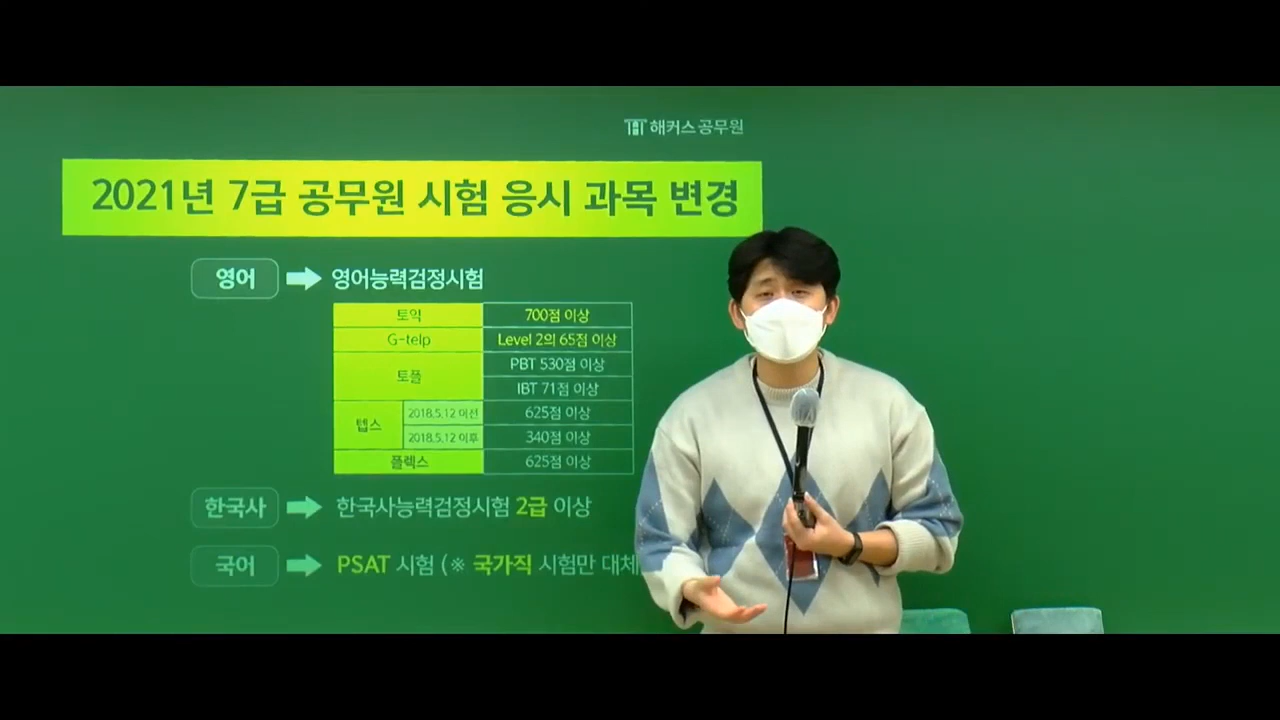 해커스공무원
2021년 7급 공무원 시험 응시 과목 변경
영어 영어능력검정시험
토익 700점 이상
G-telp Level 2의 65점 이상
토플 PBT 530점 이상
IBT 71점 이상
텝스 2018.5.12 이전 625점 이상
2018.5.12 이후 340점 이상
플렉스 625점 이상
한국사 한국사능력검정시험 2급 이상
국어 PSAT 시험 (※ 국가직 시험만 대체